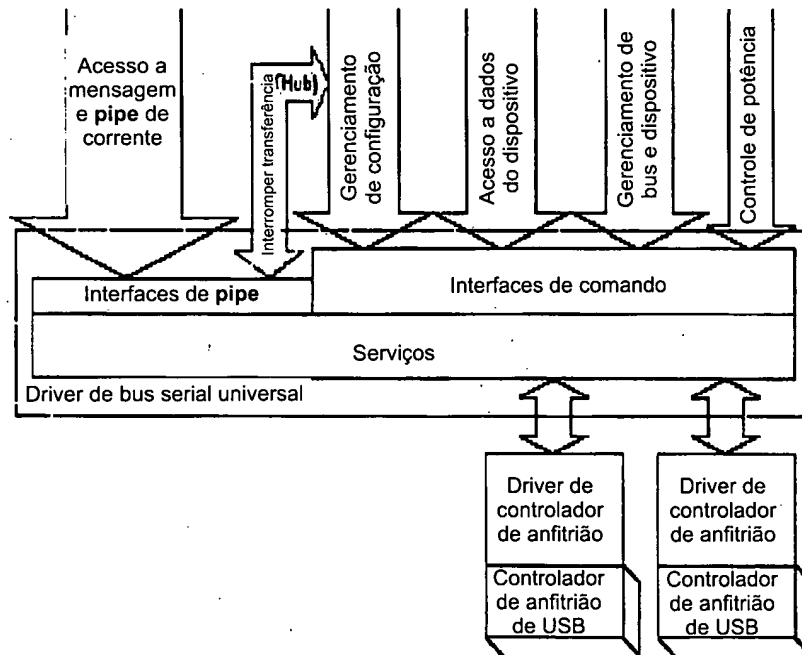 Acesso a
mensagem
e pipe de
corrente
Interromper transferência
(Hub)
Gerenciamento
de configuração
Acesso a dados
do dispositivo
Gerenciamento de
bus e dispositivo
Controle de potência
Interfaces de pipe
Interfaces de comando
Serviços
Driver de bus serial universal
Driver de
controlador
de anfitrião
Driver de
controlador
de anfitrião
Controlador
de anfitrião
de USB
Controlador
de anfitrião
de USB